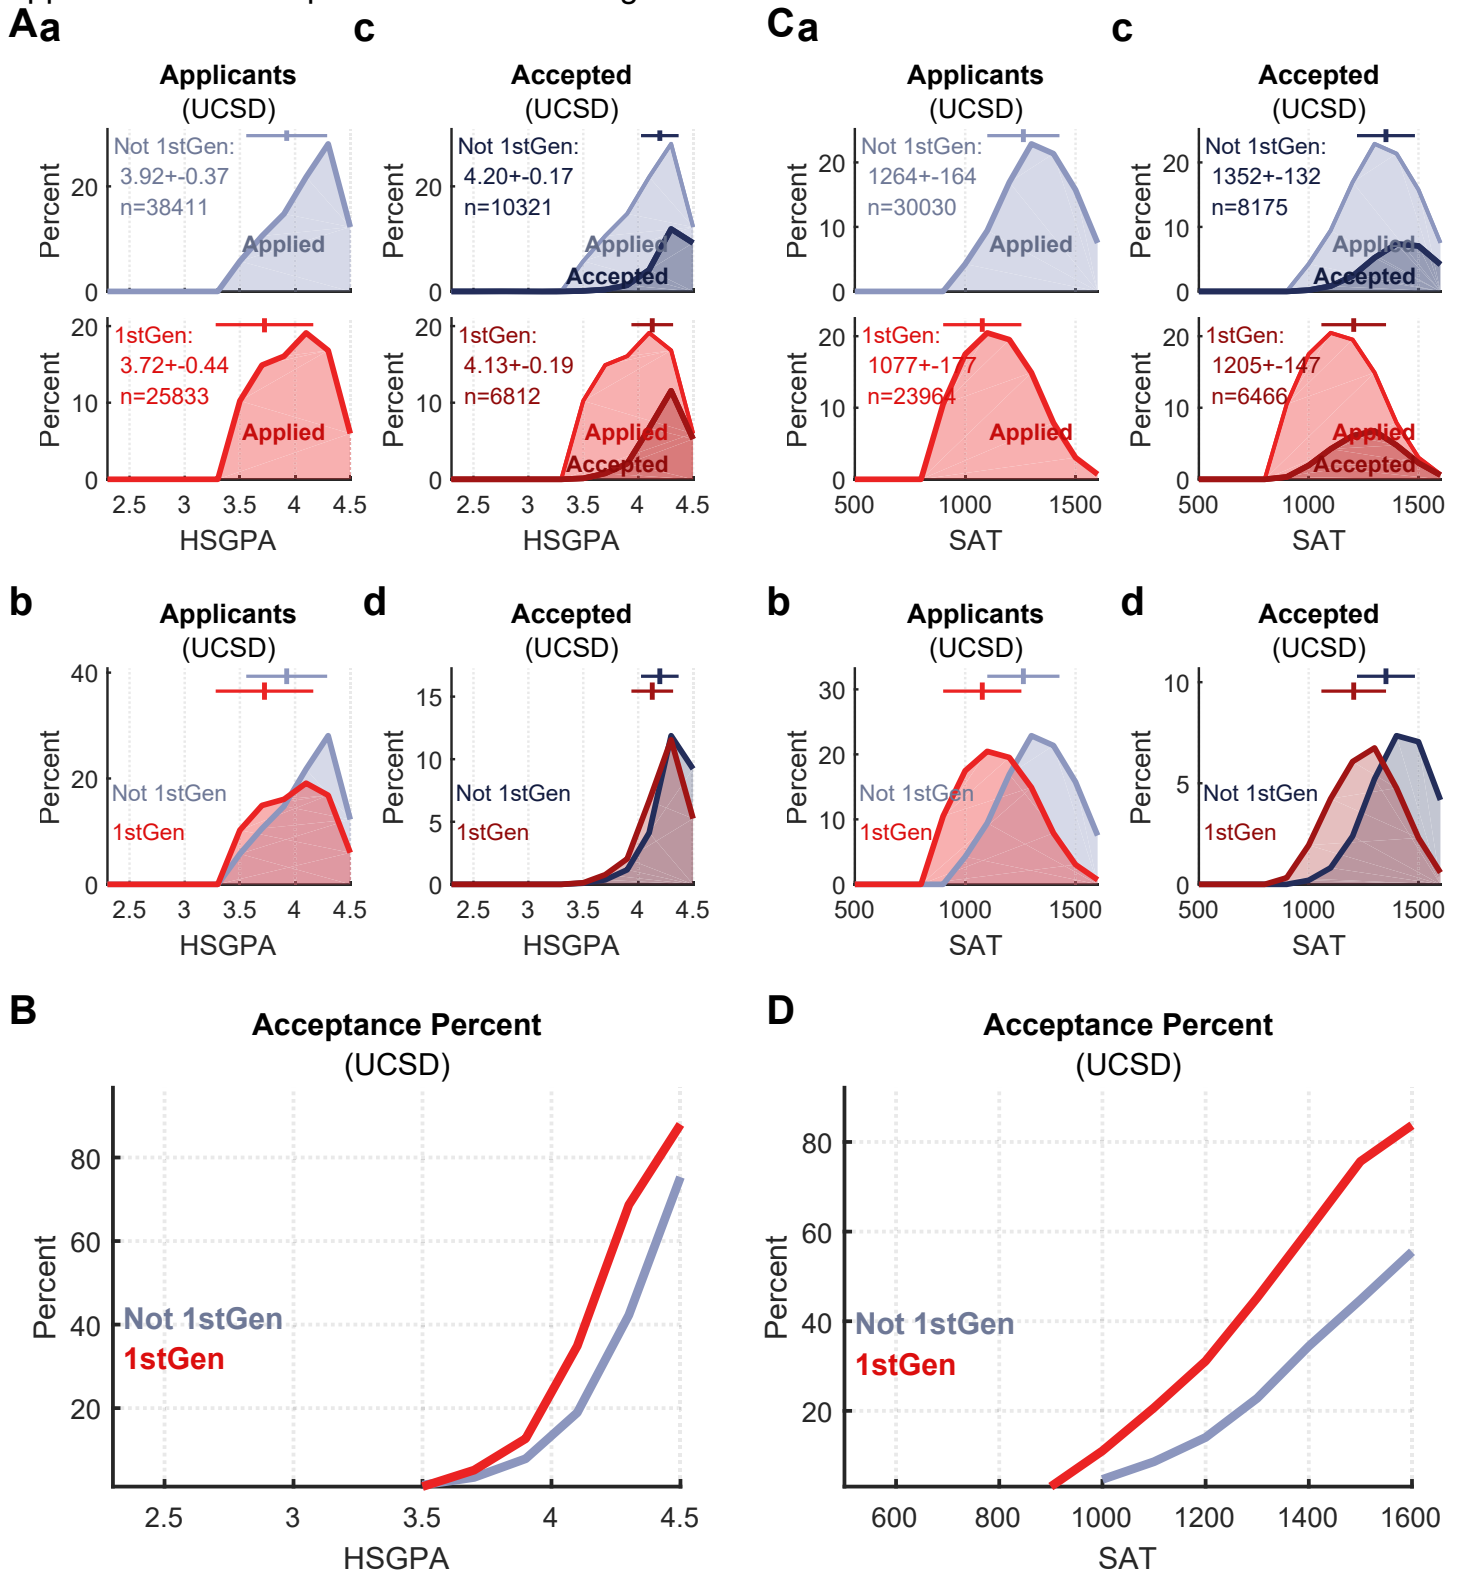 Aa
c
Ca
c
Applicants
(UCSD)
Accepted
(UCSD)
Applicants
(UCSD)
Accepted
(UCSD)
Percent
20
0
Not 1stGen:
3.92+-0.37
n=38411
Applied
Percent
20
0
Not 1stGen:
4.20+-0.17
n=10321
Applied
Accepted
Percent
20
10
0
Not 1stGen:
1264+-164
n=30030
Applied
Percent
20
10
0
Not 1stGen:
1352+-132
n=8175
Applied
Accepted
Percent
20
10
0
1stGen:
3.72+-0.44
n=25833
Applied
2.5 3 3.5 4 4.5
HSGPA
Percent
20
10
0
1stGen:
4.13+-0.19
n=6812
Applied
Accepted
2.5 3 3.5 4 4.5
HSGPA
Percent
20
10
0
1stGen:
1077+-177
n=23964
Applied
500 1000 1500
SAT
Percent
20
10
0
1stGen:
1205+-147
n=6466
Applied
Accepted
500 1000 1500
SAT
b
d
b
d
Applicants
(UCSD)
Percent
40
20
0
Not 1stGen
1stGen
2.5 3 3.5 4 4.5
HSGPA
Accepted
(UCSD)
Percent
15
10
5
0
Not 1stGen
1stGen
2.5 3 3.5 4 4.5
HSGPA
Applicants
(UCSD)
Percent
30
20
10
0
Not 1stGen
1stGen
500 1000 1500
SAT
Accepted
(UCSD)
Percent
10
5
0
Not 1stGen
1stGen
500 1000 1500
SAT
B
Acceptance Percent
(UCSD)
Percent
80
60
40
20
Not 1stGen
1stGen
2.5 3 3.5 4 4.5
HSGPA
D
Acceptance Percent
(UCSD)
Percent
80
60
40
20
Not 1stGen
1stGen
600 800 1000 1200 1400 1600
SAT